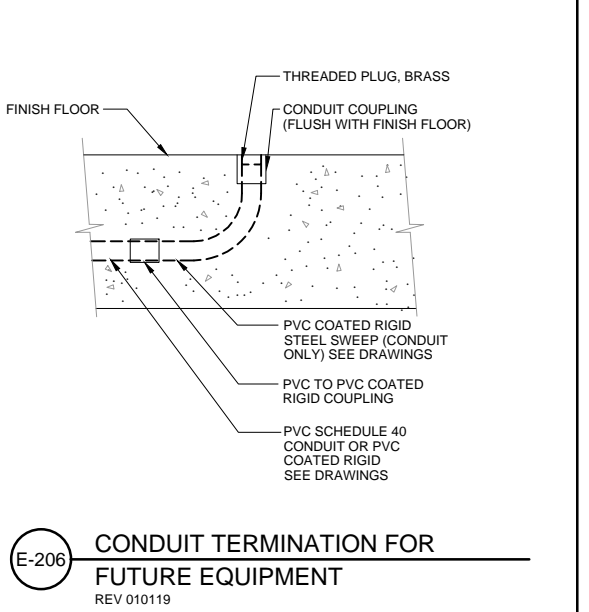 THREADED PLUG, BRASS
FINISH FLOOR
CONDUIT COUPLING
(FLUSH WITH FINISH FLOOR)
PVC COATED RIGID
STEEL SWEEP (CONDUIT
ONLY) SEE DRAWINGS
PVC TO PVC COATED
RIGID COUPLING
PVC SCHEDULE 40
CONDUIT OR PVC
COATED RIGID
SEE DRAWINGS
E-206
CONDUIT TERMINATION FOR
FUTURE EQUIPMENT
REV 010119